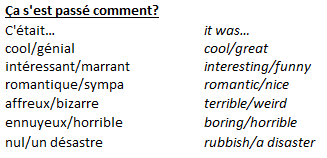 Ça s'est passé comment?
C'était… it was…
cool/génial cool/great
intéressant/marrant interesting/funny
romantique/sympa romantic/nice
affreux/bizarre terrible/weird
ennuyeux/horrible boring/horrible
nul/un désastre rubbish/a disaster